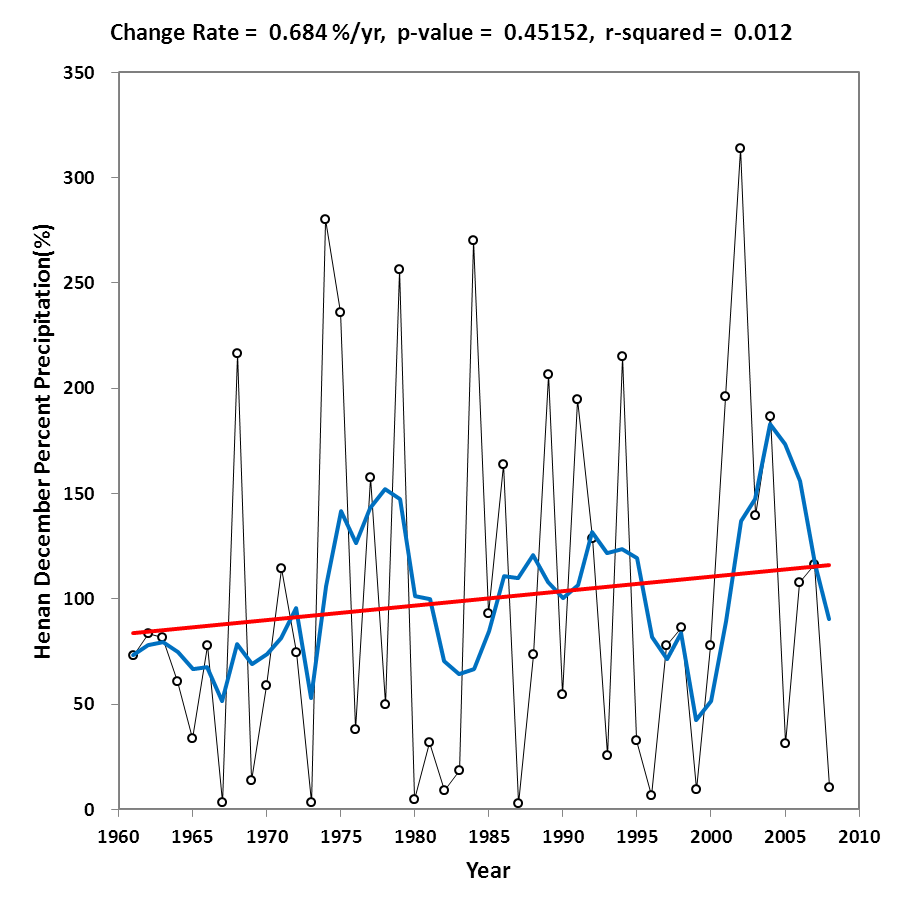 Change Rate = 0.684 %/yr, p-value = 0.45152, r-squared = 0.012
350
300
250
200
150
100
50
0
Henan December Percent Precipitation(%)
1960 1965 1970 1975 1980 1985 1990 1995 2000 2005 2010
Year